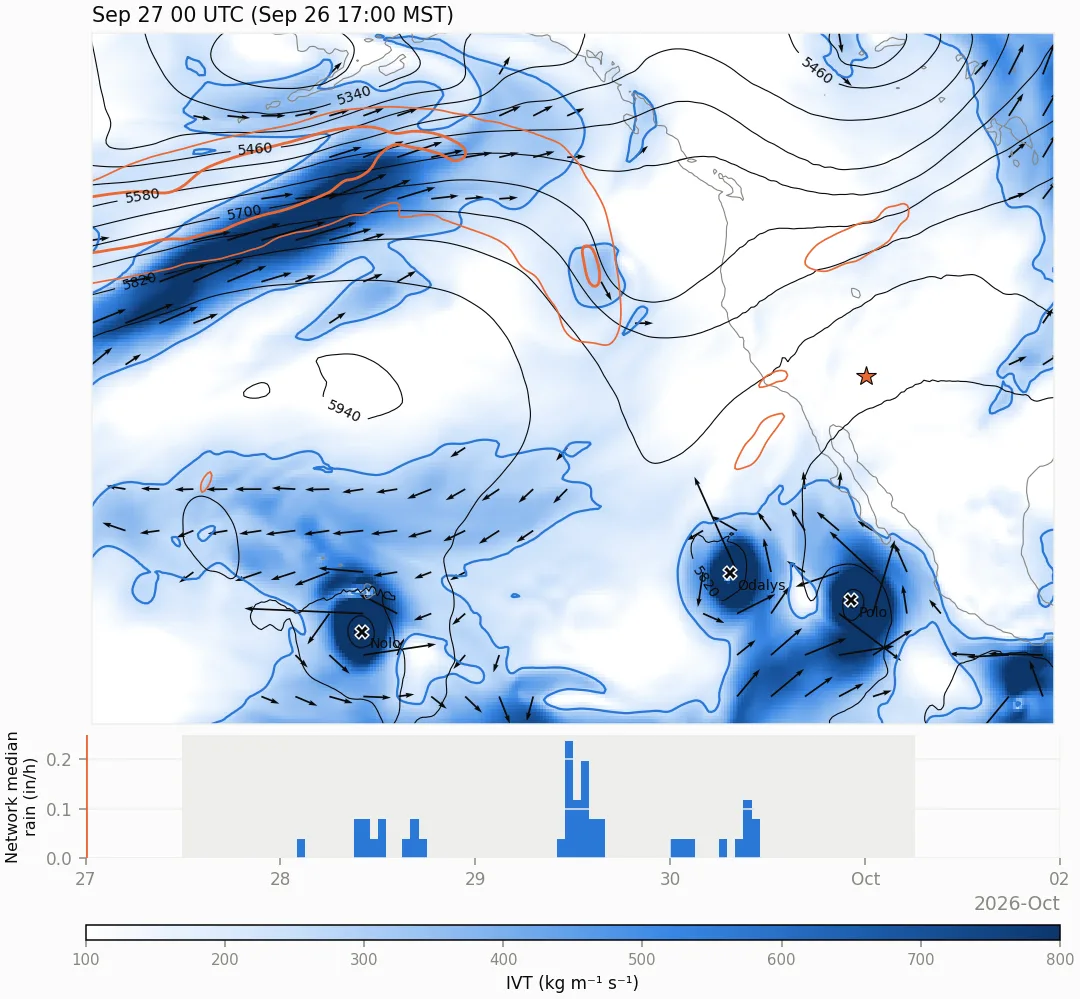 Sep 27 00 UTC (Sep 26 17:00 MST)
5460
5340
5460
5580
5700
5820
5940
5820
Odalys
Polo
Nolo
Network median
rain (in/h)
0.2
0.1
0.0
27 28 29 30 Oct 02
2026-Oct
100 200 300 400 500 600 700 800
IVT (kg m⁻¹ s⁻¹)